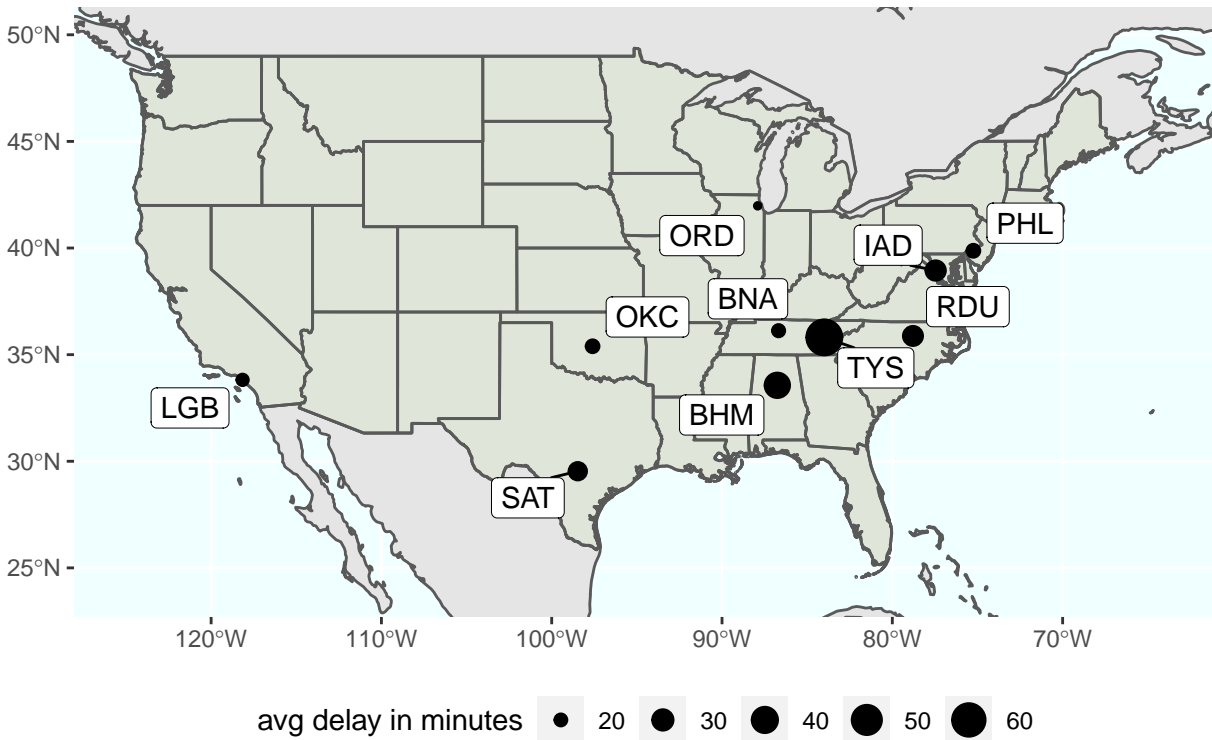 50°N
45°N
40°N
35°N
30°N
25°N
PHL
ORD
IAD
BNA
RDU
OKC
TYS
LGB
BHM
SAT
120°W 110°W 100°W 90°W 80°W 70°W
avg delay in minutes 20 30 40 50 60